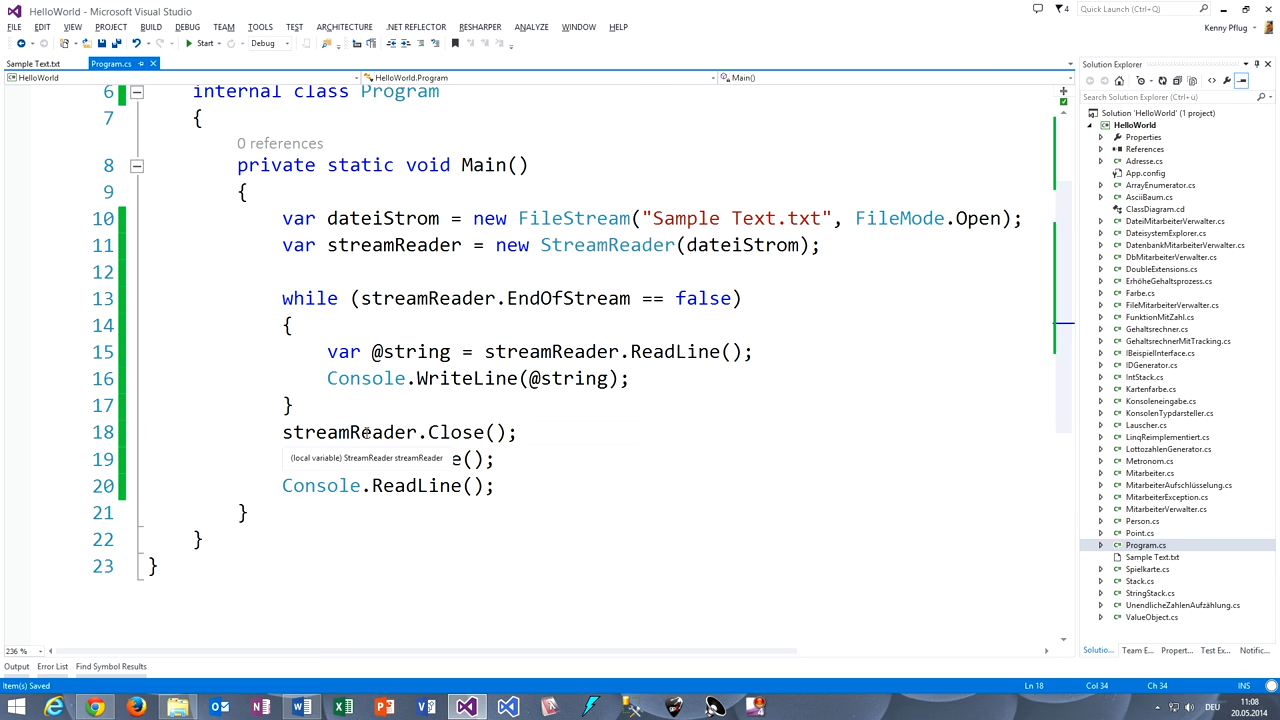 HelloWorld - Microsoft Visual Studio
4
Quick Launch (Ctrl+Q)
FILE EDIT VIEW PROJECT BUILD DEBUG TEAM TOOLS TEST ARCHITECTURE .NET REFLECTOR RESHARPER ANALYZE WINDOW HELP
Kenny Pflug
Start Debug
Sample Text.txt Program.cs
HelloWorld HelloWorld.Program Main()
6 internal class Program
7 {
0 references
8 private static void Main()
9 {
10 var dateiStrom = new FileStream("Sample Text.txt", FileMode.Open);
11 var streamReader = new StreamReader(dateiStrom);
12
13 while (streamReader.EndOfStream == false)
14 {
15 var @string = streamReader.ReadLine();
16 Console.WriteLine(@string);
17 }
18 streamReader.Close();
19 e();
(local variable) StreamReader streamReader
20 Console.ReadLine();
21 }
22 }
23 }
236 %
Solution Explorer
Search Solution Explorer (Ctrl+ü)
Solution 'HelloWorld' (1 project)
HelloWorld
Properties
References
Adresse.cs
App.config
ArrayEnumerator.cs
AsciiBaum.cs
ClassDiagram.cd
DateiMitarbeiterVerwalter.cs
DateisystemExplorer.cs
DatenbankMitarbeiterVerwalter.cs
DbMitarbeiterVerwalter.cs
DoubleExtensions.cs
ErhöheGehaltsprozess.cs
Farbe.cs
FileMitarbeiterVerwalter.cs
FunktionMitZahl.cs
Gehaltsrechner.cs
GehaltsrechnerMitTracking.cs
IBeispielInterface.cs
IDGenerator.cs
IntStack.cs
Kartenfarbe.cs
Konsoleneingabe.cs
KonsolenTypdarsteller.cs
Lauscher.cs
LinqReimplementiert.cs
LottozahlenGenerator.cs
Metronom.cs
Mitarbeiter.cs
MitarbeiterAufschlüsselung.cs
MitarbeiterException.cs
MitarbeiterVerwalter.cs
Person.cs
Point.cs
Program.cs
Sample Text.txt
Spielkarte.cs
Stack.cs
StringStack.cs
UnendlicheZahlenAufzählung.cs
ValueObject.cs
Solutio... Team E... Propert... Test Ex... Notific...
Output Error List Find Symbol Results
Item(s) Saved Ln 18 Col 34 Ch 34 INS
DEU 11:08
20.05.2014